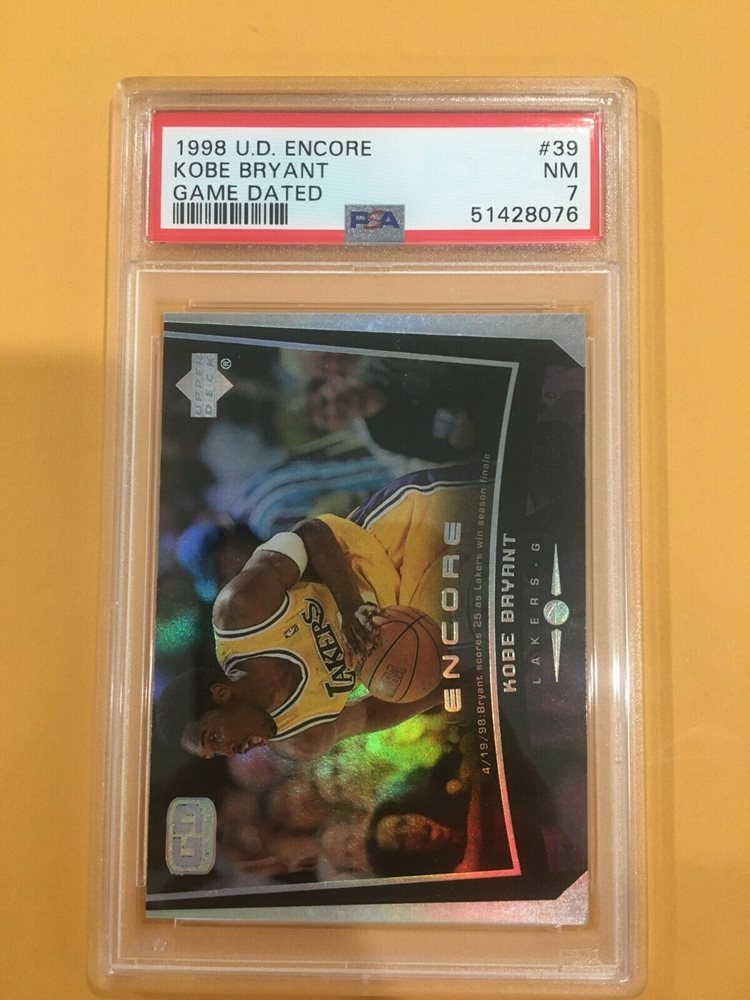 1998 U.D. ENCORE #39
KOBE BRYANT NM
GAME DATED 7
PSA 51428076
UPPER
DECK®
GD
LAKERS
ENCORE
4/19/98: Bryant scores 25 as Lakers win season finale
KOBE BRYANT
LAKERS - G